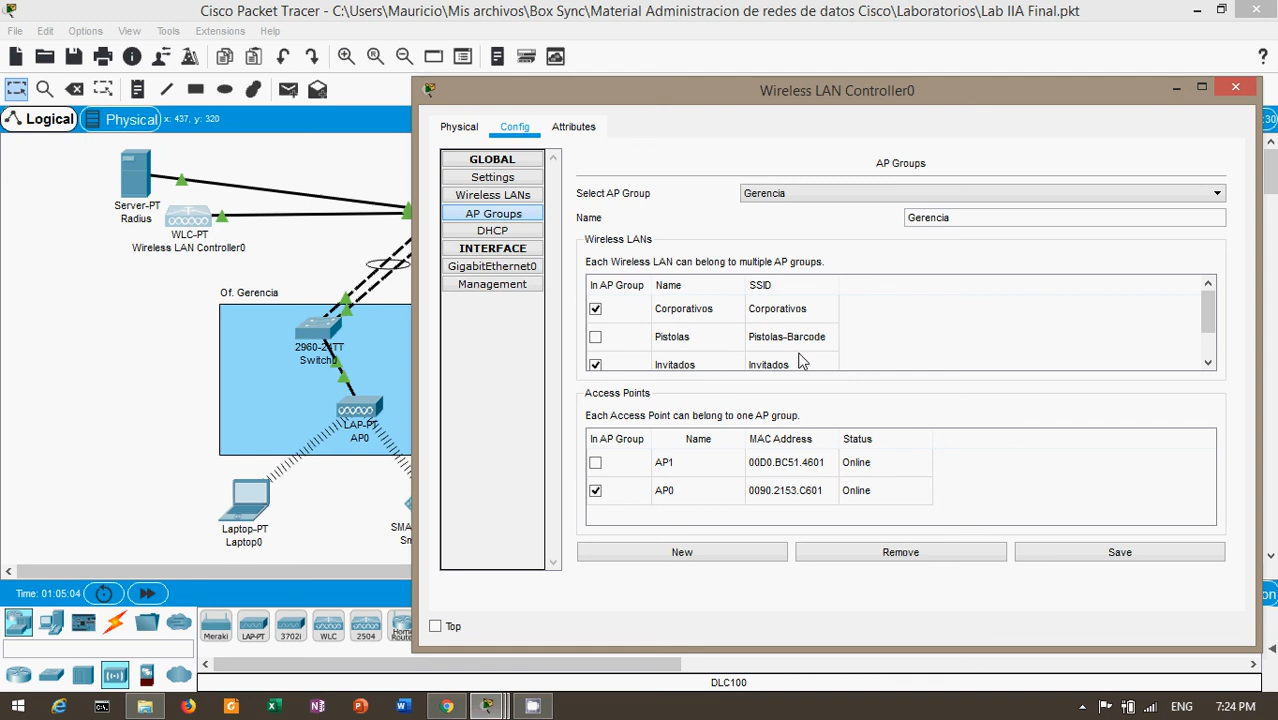 Cisco Packet Tracer - C:\Users\Mauricio\Mis archivos\Box Sync\Material Administracion de redes de datos Cisco\Laboratorios\Lab IIA Final.pkt
File Edit Options View Tools Extensions Help
Logical
Physical
x: 437, y: 320
:30
Server-PT
Radius
WLC-PT
Wireless LAN Controller0
Of. Gerencia
2960-24TT
Switch0
LAP-PT
AP0
Laptop-PT
Laptop0
SMA
Sm
Wireless LAN Controller0
Physical Config Attributes
GLOBAL
Settings
Wireless LANs
AP Groups
DHCP
INTERFACE
GigabitEthernet0
Management
AP Groups
Select AP Group Gerencia
Name Gerencia
Wireless LANs
Each Wireless LAN can belong to multiple AP groups.
In AP Group Name SSID
Corporativos Corporativos
Pistolas Pistolas-Barcode
Invitados Invitados
Access Points
Each Access Point can belong to one AP group.
In AP Group Name MAC Address Status
AP1 00D0.BC51.4601 Online
AP0 0090.2153.C601 Online
New Remove Save
Top
Time: 01:05:04
on
Meraki LAP-PT 3702i WLC 2504 Home Route
DLC100
ENG 7:24 PM